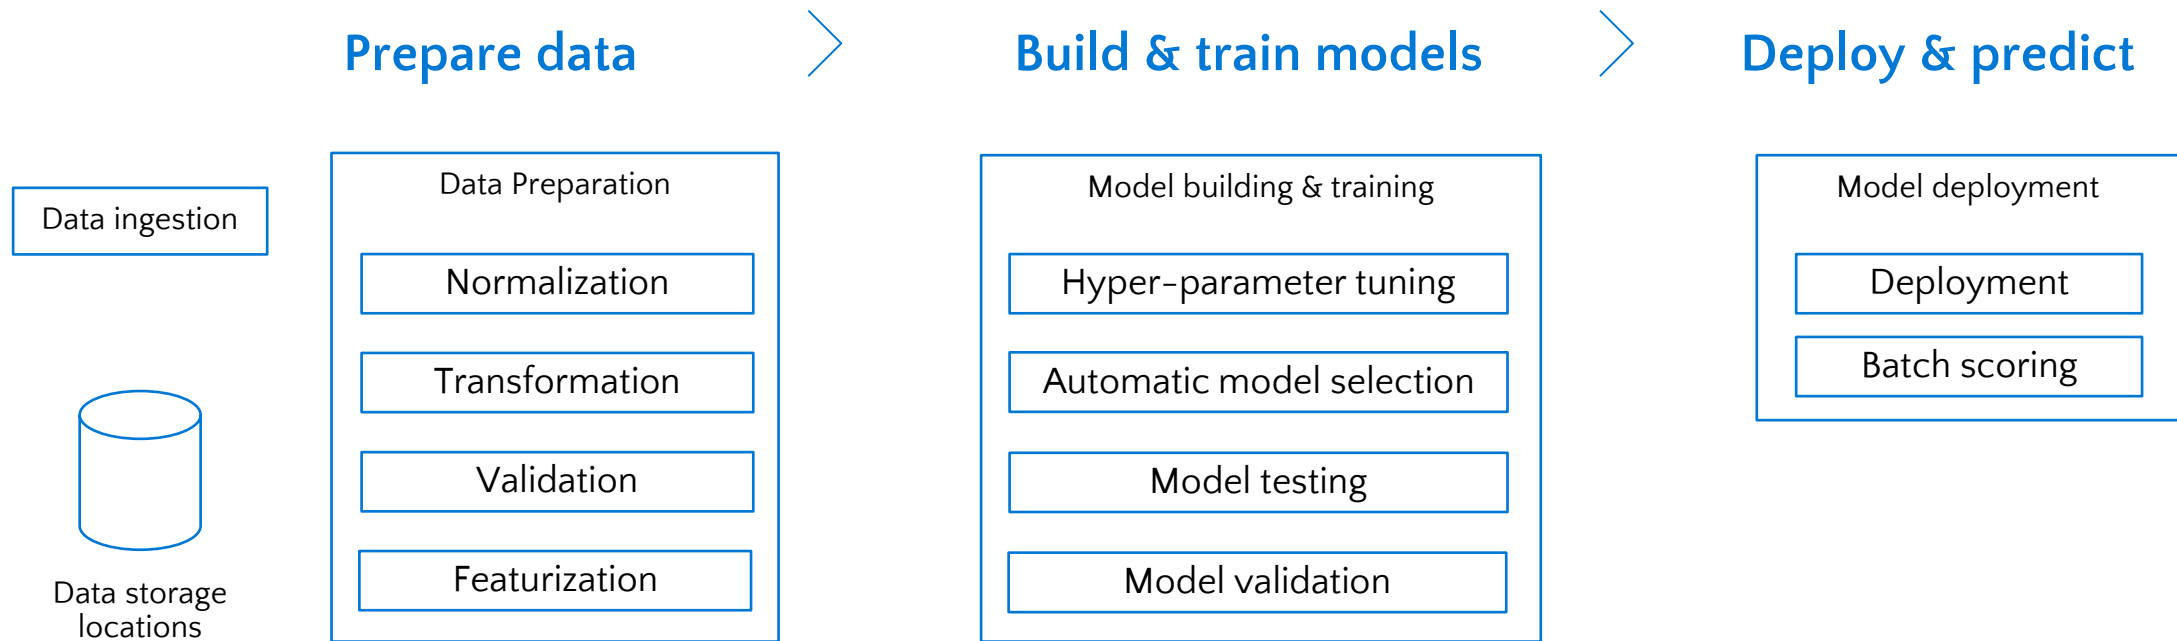 Prepare data
Build & train models
Deploy & predict
Data ingestion
Data storage
locations
Data Preparation
Normalization
Transformation
Validation
Featurization
Model building & training
Hyper-parameter tuning
Automatic model selection
Model testing
Model validation
Model deployment
Deployment
Batch scoring